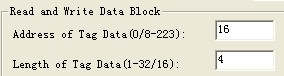 Read and Write Data Block
Address of Tag Data(0/8-223): 16
Length of Tag Data(1-32/16): 4